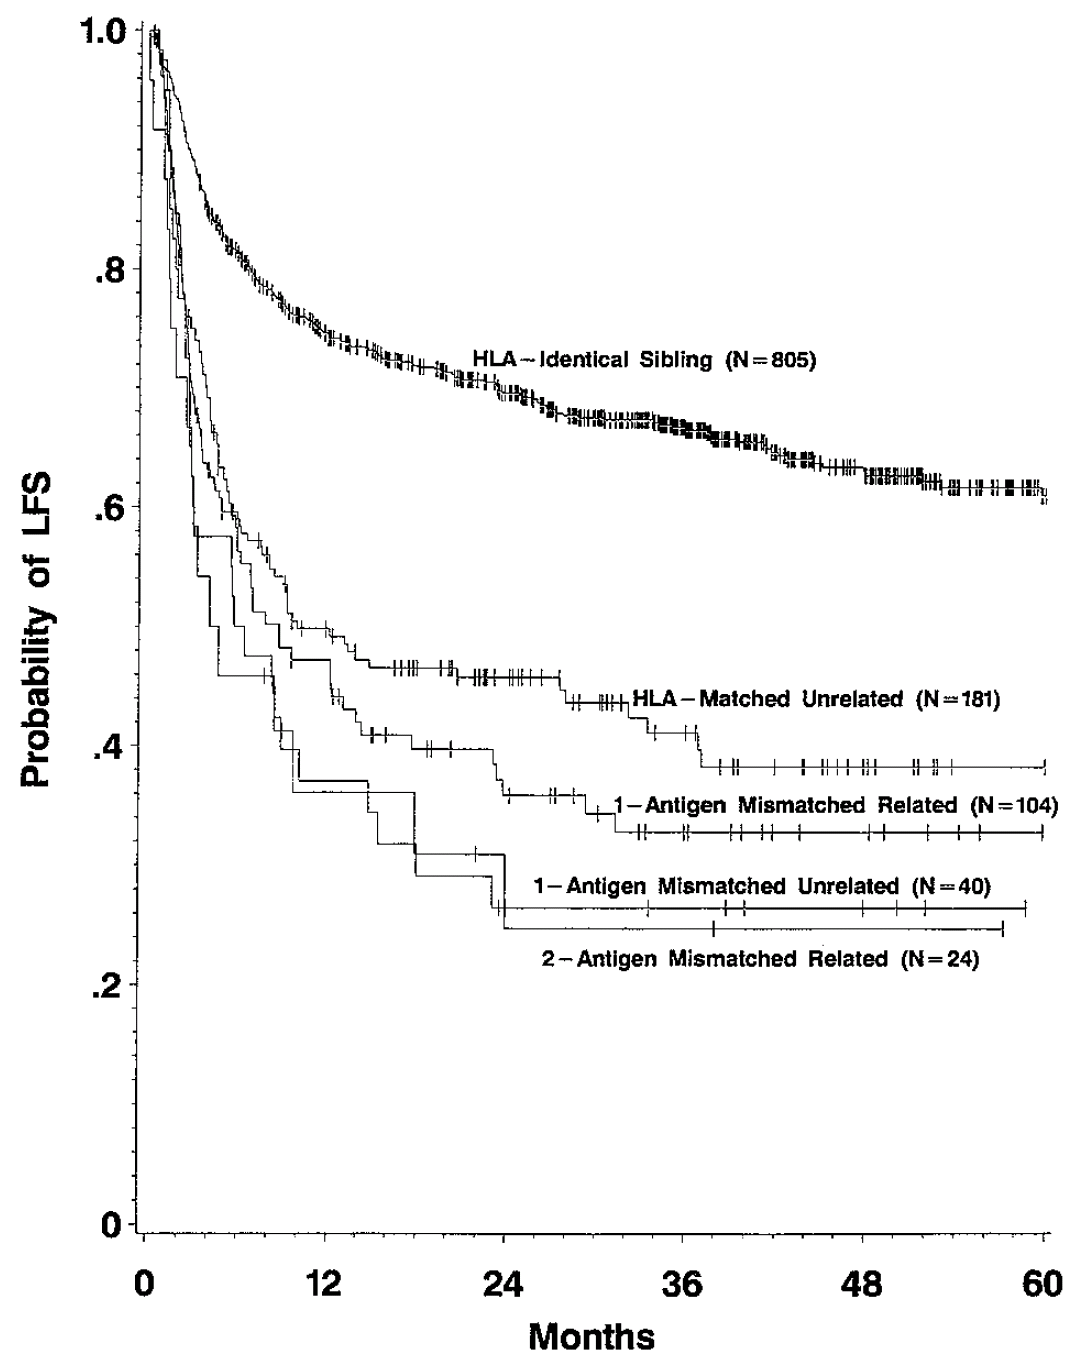 1.0
.8
.6
.4
.2
0
Probability of LFS
HLA-Identical Sibling (N=805)
HLA-Matched Unrelated (N=181)
1-Antigen Mismatched Related (N=104)
1-Antigen Mismatched Unrelated (N=40)
2-Antigen Mismatched Related (N=24)
0 12 24 36 48 60
Months